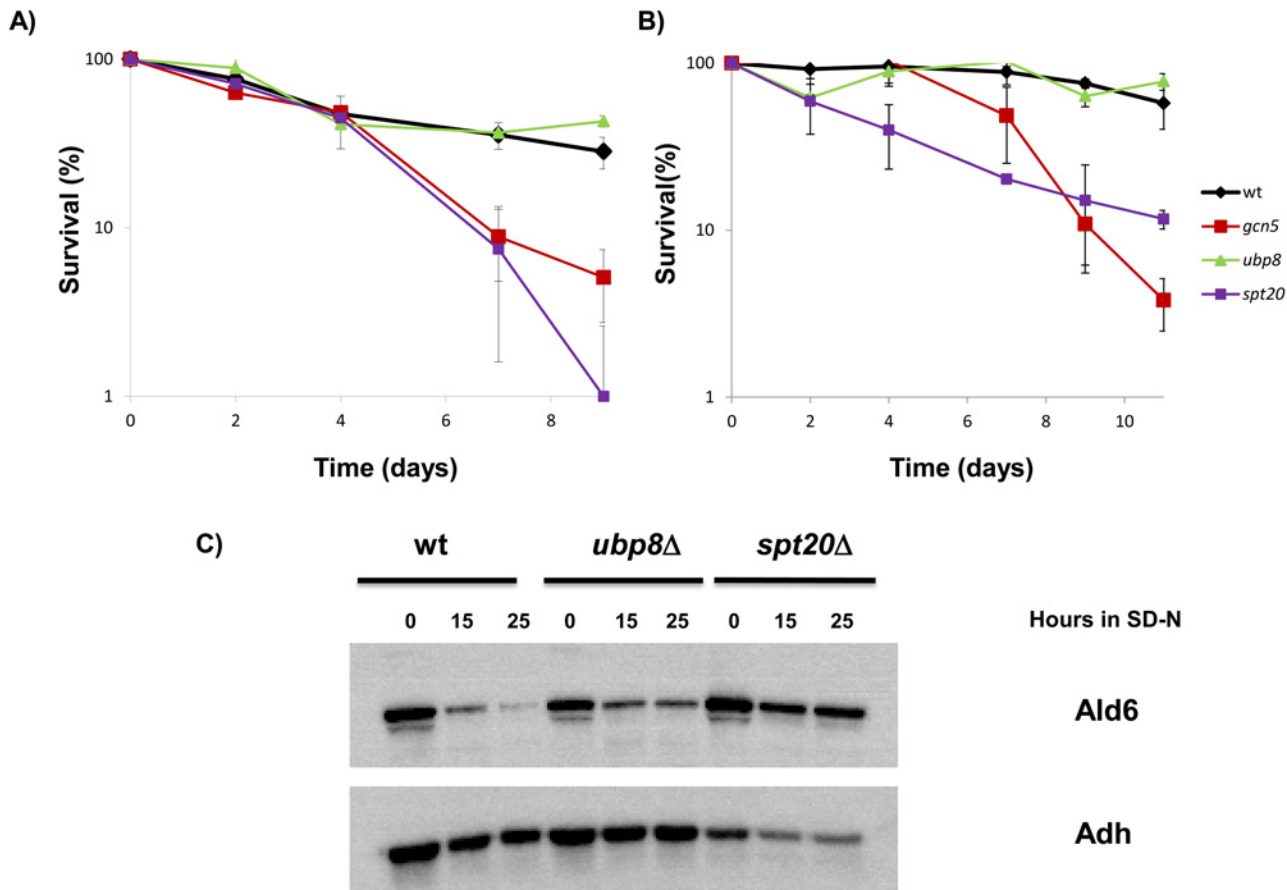 A)
100
10
1
Survival (%)
0 2 4 6 8
Time (days)
B)
100
10
1
Survival(%)
0 2 4 6 8 10
Time (days)
wt
gcn5
ubp8
spt20
C)
wt ubp8Δ spt20Δ
0 15 25 0 15 25 0 15 25 Hours in SD-N
Ald6
Adh